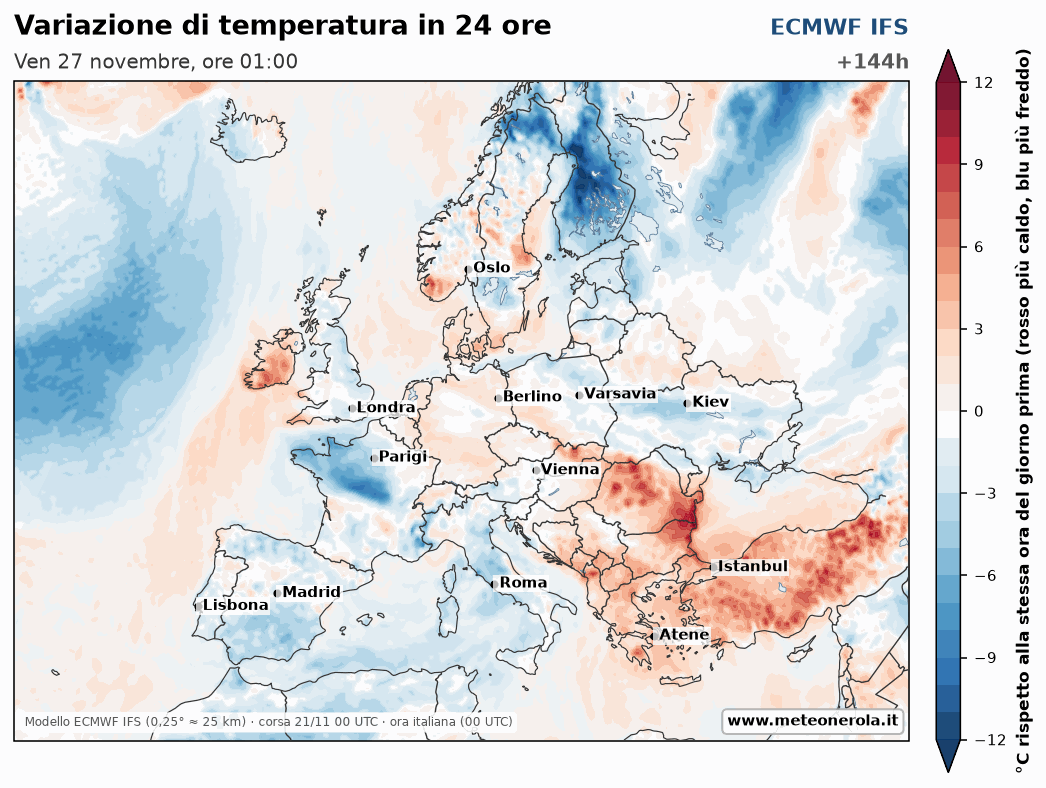 Variazione di temperatura in 24 ore
ECMWF IFS
Ven 27 novembre, ore 01:00
+144h
12
9
6
3
0
−3
−6
−9
−12
°C rispetto alla stessa ora del giorno prima (rosso più caldo, blu più freddo)
Oslo
Londra
Berlino
Varsavia
Kiev
Parigi
Vienna
Istanbul
Roma
Madrid
Lisbona
Atene
Modello ECMWF IFS (0,25° ≈ 25 km) · corsa 21/11 00 UTC · ora italiana (00 UTC)
www.meteonerola.it